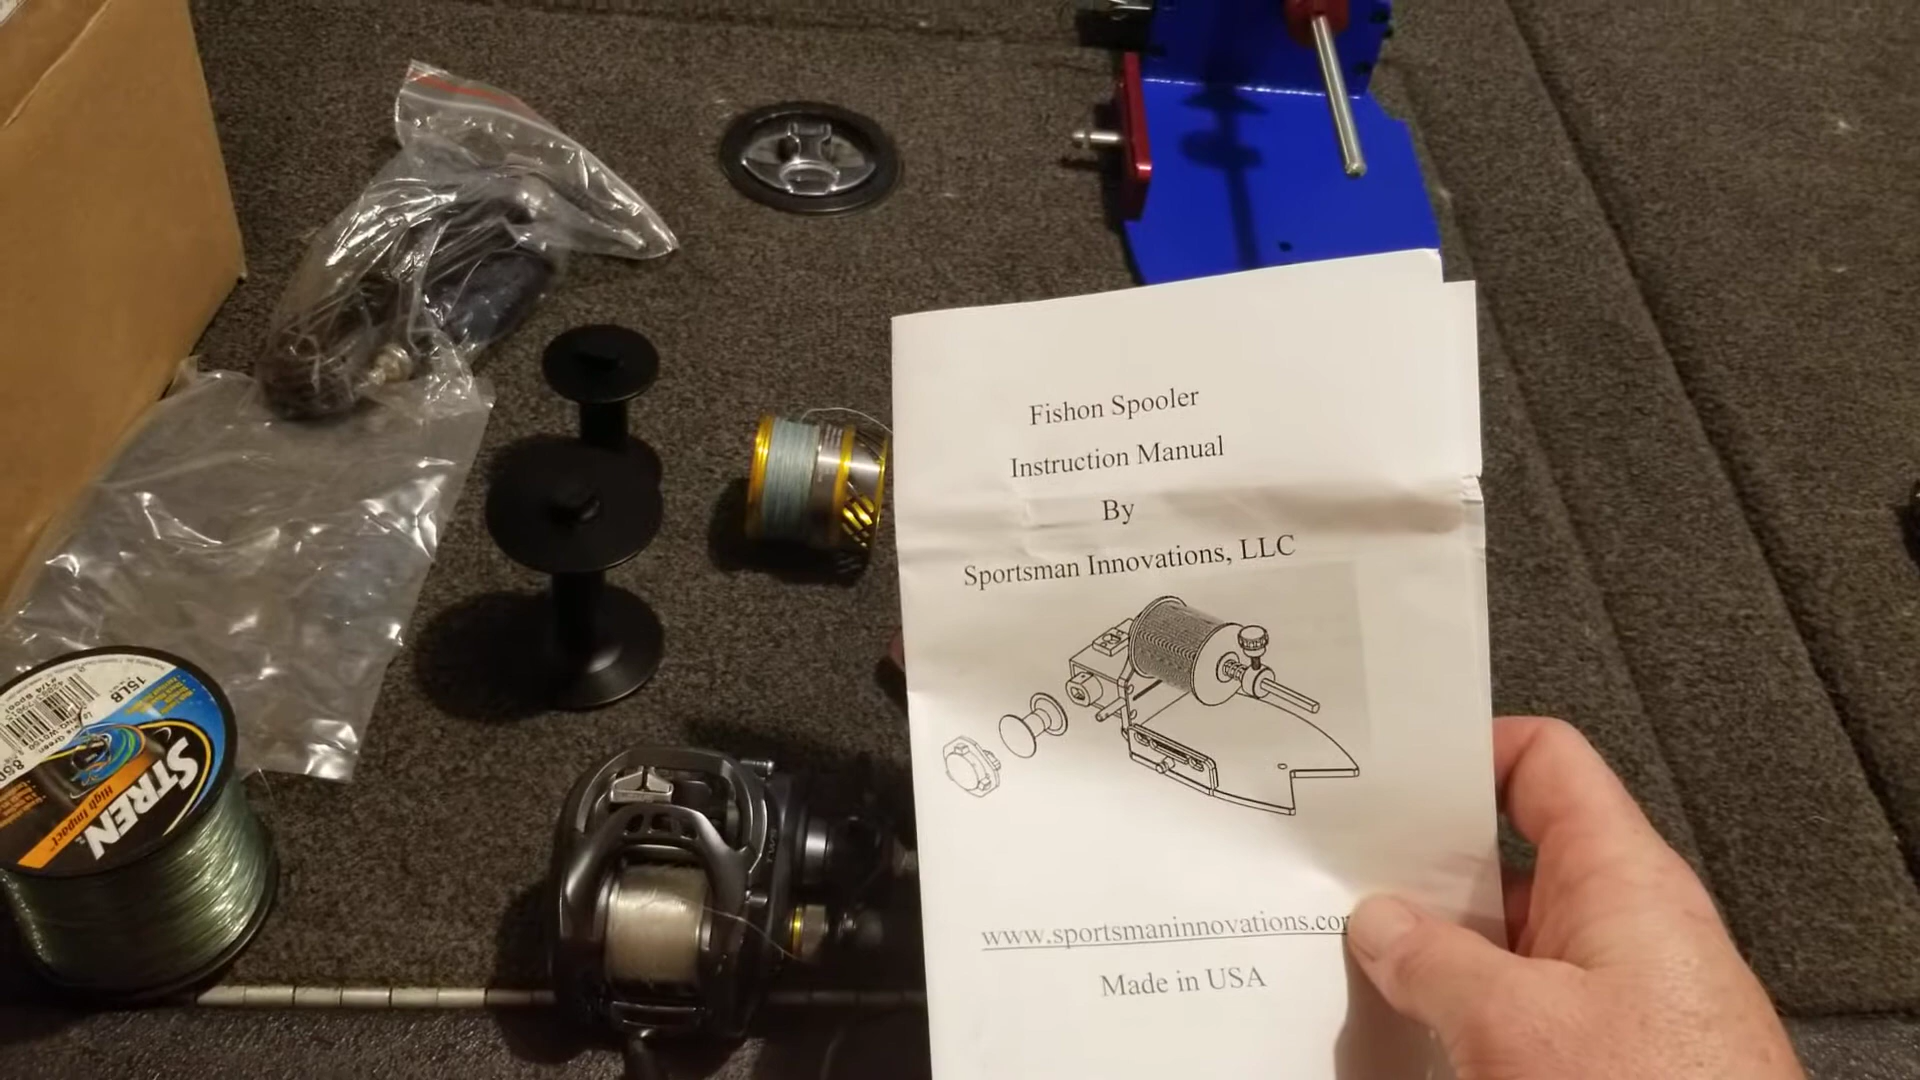 Fishon Spooler
Instruction Manual
By
Sportsman Innovations, LLC
www.sportsmaninnovations.co
Made in USA
15LB
STREN
High Impact